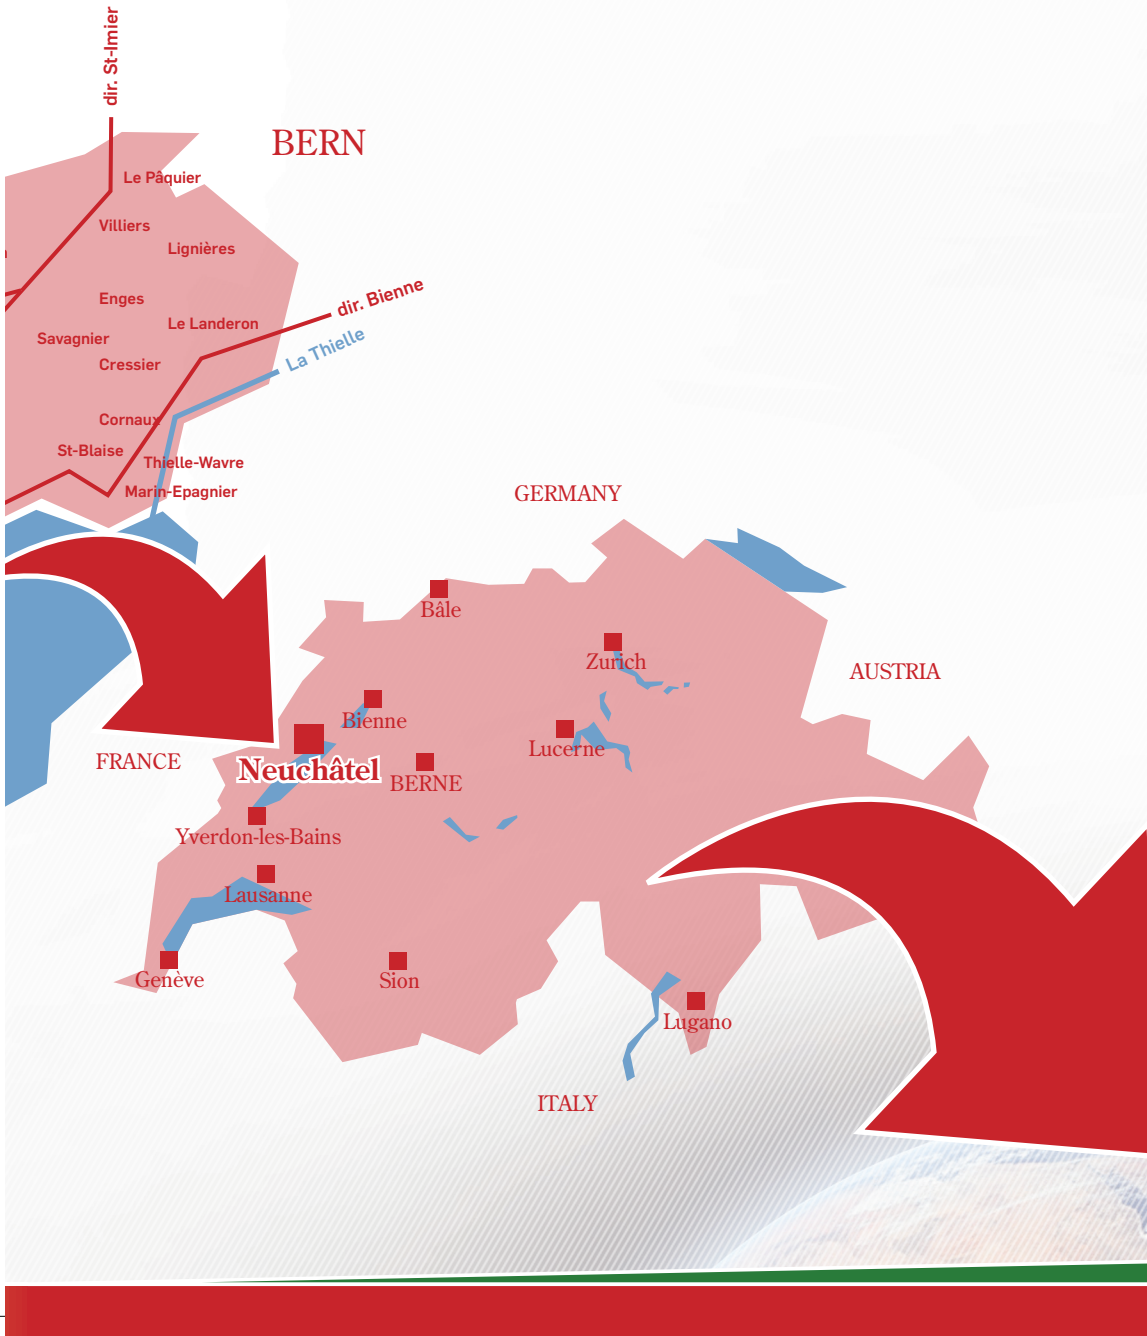 dir. St-Imier
BERN
Le Pâquier
Villiers
Lignières
Enges
dir. Bienne
Le Landeron
Savagnier
La Thielle
Cressier
Cornaux
St-Blaise
Thielle-Wavre
Marin-Epagnier
GERMANY
Bâle
Zurich
AUSTRIA
Bienne
Lucerne
FRANCE
Neuchâtel
BERNE
Yverdon-les-Bains
Lausanne
Genève
Sion
Lugano
ITALY